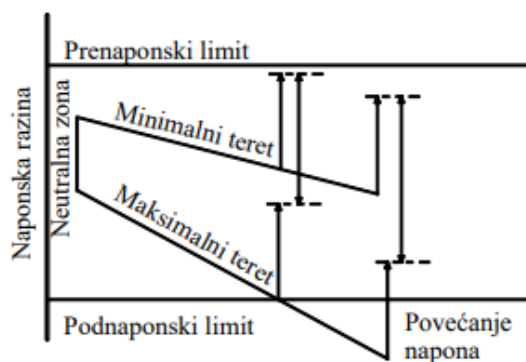 Prenaponski limit
Naponska razina
Neutralna zona
Minimalni teret
Maksimalni teret
Podnaponski limit
Povećanje
napona